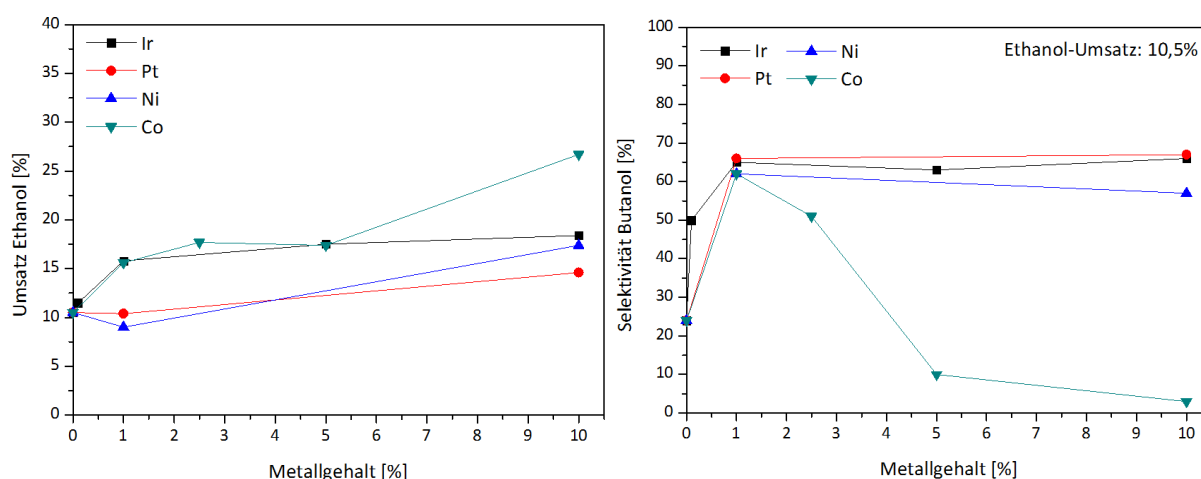 40
35
30
25
20
15
10
5
0
Umsatz Ethanol [%]
Ir
Pt
Ni
Co
0 1 2 3 4 5 6 7 8 9 10
Metallgehalt [%]
100
90
80
70
60
50
40
30
20
10
0
Selektivität Butanol [%]
Ir Ni
Pt Co
Ethanol-Umsatz: 10,5%
0 1 2 3 4 5 6 7 8 9 10
Metallgehalt [%]